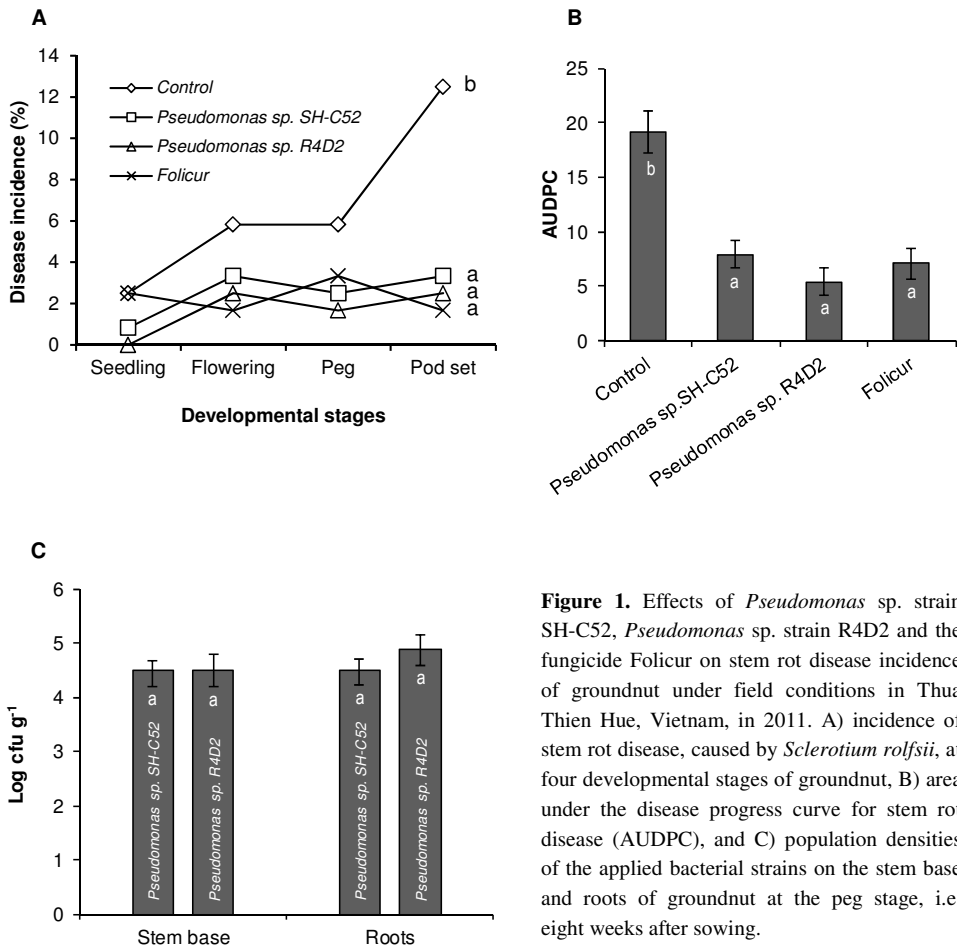 A
14
12
10
8
6
4
2
0
Disease incidence (%)
Control
Pseudomonas sp. SH-C52
Pseudomonas sp. R4D2
Folicur
b
a
a
a
Seedling Flowering Peg Pod set
Developmental stages
B
25
20
15
10
5
0
AUDPC
b
a
a
a
Control
Pseudomonas sp.SH-C52
Pseudomonas sp. R4D2
Folicur
C
6
5
4
3
2
1
0
Log cfu g-1
a
a
a
a
Pseudomonas sp. SH-C52
Pseudomonas sp. R4D2
Pseudomonas sp. SH-C52
Pseudomonas sp. R4D2
Stem base Roots
Figure 1. Effects of Pseudomonas sp. strain
SH-C52, Pseudomonas sp. strain R4D2 and the
fungicide Folicur on stem rot disease incidence
of groundnut under field conditions in Thua
Thien Hue, Vietnam, in 2011. A) incidence of
stem rot disease, caused by Sclerotium rolfsii, at
four developmental stages of groundnut, B) area
under the disease progress curve for stem rot
disease (AUDPC), and C) population densities
of the applied bacterial strains on the stem base
and roots of groundnut at the peg stage, i.e
eight weeks after sowing.